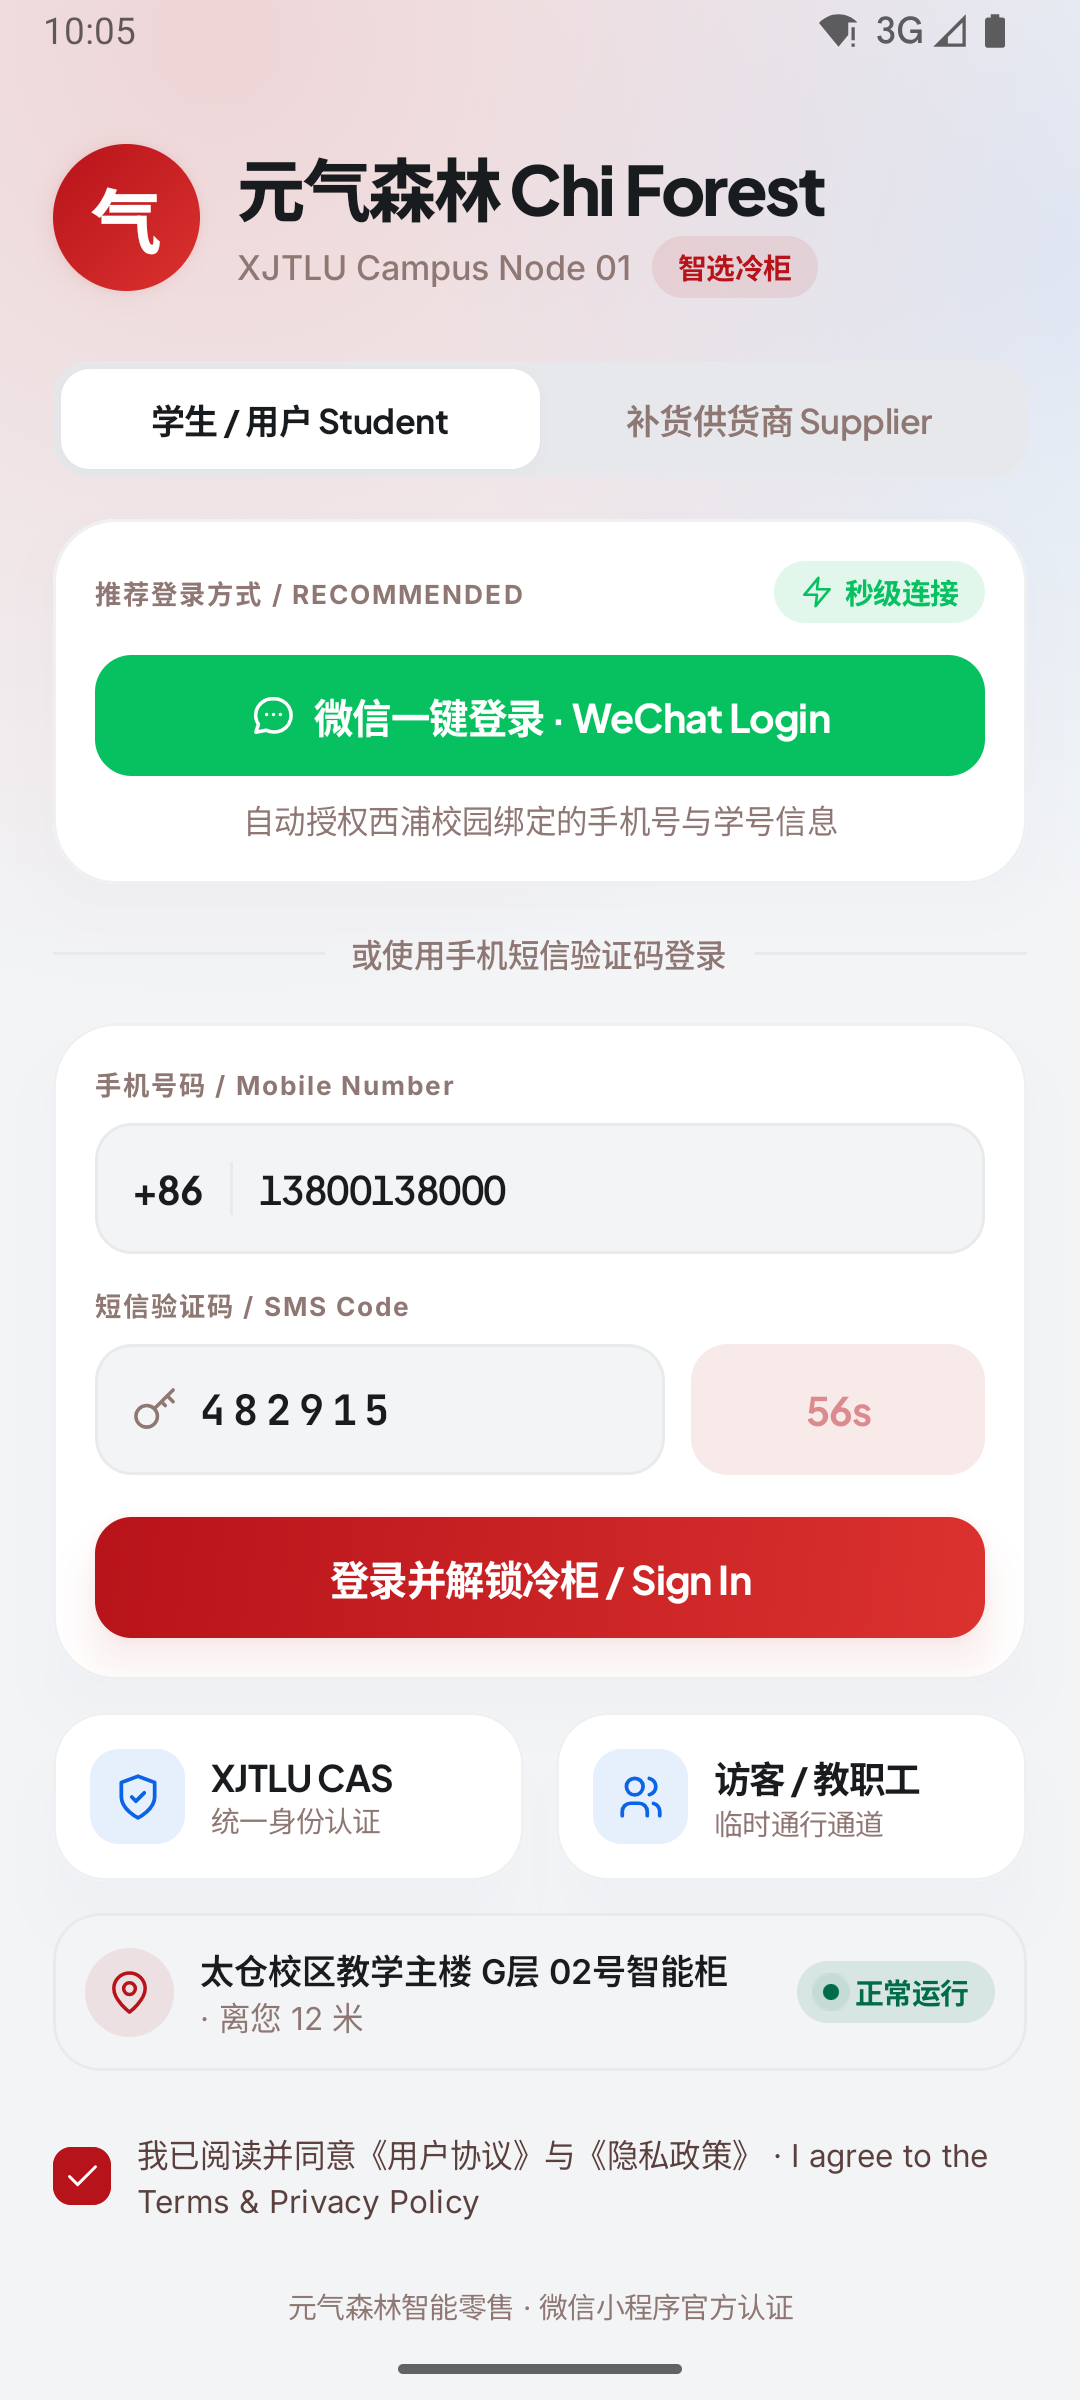 10:05
3G
气
元气森林 Chi Forest
XJTLU Campus Node 01
智选冷柜
学生 / 用户 Student
补货供货商 Supplier
推荐登录方式 / RECOMMENDED
秒级连接
微信一键登录 · WeChat Login
自动授权西浦校园绑定的手机号与学号信息
或使用手机短信验证码登录
手机号码 / Mobile Number
+86
13800138000
短信验证码 / SMS Code
482915
56s
登录并解锁冷柜 / Sign In
XJTLU CAS
统一身份认证
访客 / 教职工
临时通行通道
太仓校区教学主楼 G层 02号智能柜
· 离您 12 米
正常运行
我已阅读并同意《用户协议》与《隐私政策》 · I agree to the
Terms & Privacy Policy
元气森林智能零售 · 微信小程序官方认证